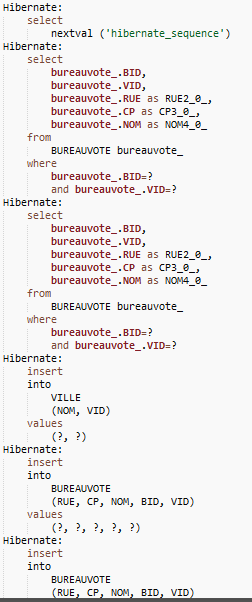 Hibernate:
select
nextval ('hibernate_sequence')
Hibernate:
select
bureauvote_.BID,
bureauvote_.VID,
bureauvote_.RUE as RUE2_0_,
bureauvote_.CP as CP3_0_,
bureauvote_.NOM as NOM4_0_
from
BUREAUVOTE bureauvote_
where
bureauvote_.BID=?
and bureauvote_.VID=?
Hibernate:
select
bureauvote_.BID,
bureauvote_.VID,
bureauvote_.RUE as RUE2_0_,
bureauvote_.CP as CP3_0_,
bureauvote_.NOM as NOM4_0_
from
BUREAUVOTE bureauvote_
where
bureauvote_.BID=?
and bureauvote_.VID=?
Hibernate:
insert
into
VILLE
(NOM, VID)
values
(?, ?)
Hibernate:
insert
into
BUREAUVOTE
(RUE, CP, NOM, BID, VID)
values
(?, ?, ?, ?, ?)
Hibernate:
insert
into
BUREAUVOTE
(RUE, CP, NOM, BID, VID)